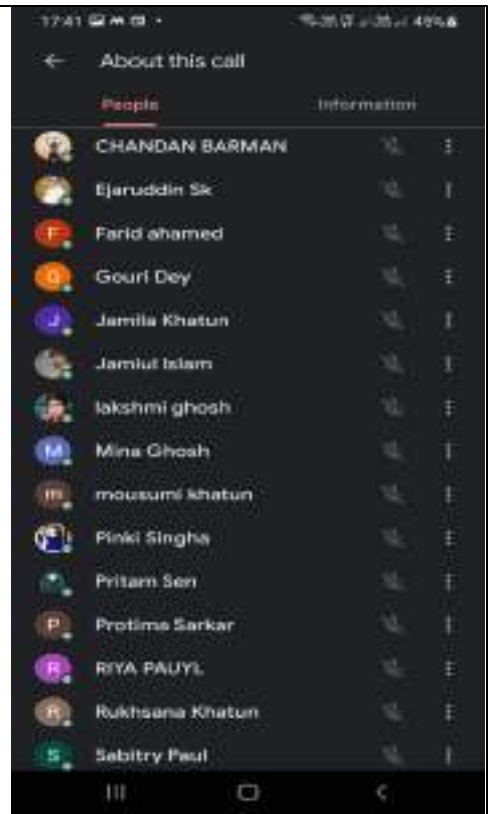 17:41
About this call
People Information
CHANDAN BARMAN
Ejaruddin Sk
F Farid ahamed
G Gouri Dey
J Jamila Khatun
Jamiul Islam
lakshmi ghosh
M Mina Ghosh
m mousumi khatun
Pinki Singha
Pritam Sen
P Protima Sarkar
R RIYA PAUYL
R Rukhsana Khatun
S Sabitry Paul